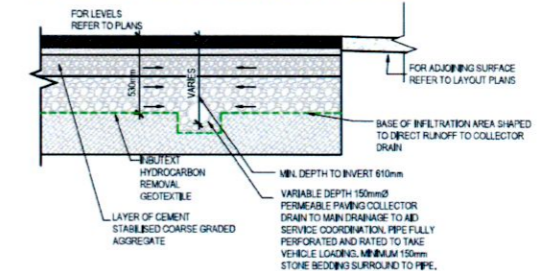 FOR LEVELS
REFER TO PLANS
530mm
VARIES
FOR ADJOINING SURFACE
REFER TO LAYOUT PLANS
BASE OF INFILTRATION AREA SHAPED
TO DIRECT RUNOFF TO COLLECTOR
DRAIN
INBUTEXT
HYDROCARBON
REMOVAL
GEOTEXTILE
MIN. DEPTH TO INVERT 610mm
LAYER OF CEMENT
STABILISED COARSE GRADED
AGGREGATE
VARIABLE DEPTH 150mmØ
PERMEABLE PAVING COLLECTOR
DRAIN TO MAIN DRAINAGE TO AID
SERVICE COORDINATION. PIPE FULLY
PERFORATED AND RATED TO TAKE
VEHICLE LOADING. MINIMUM 150mm
STONE BEDDING SURROUND TO PIPE.